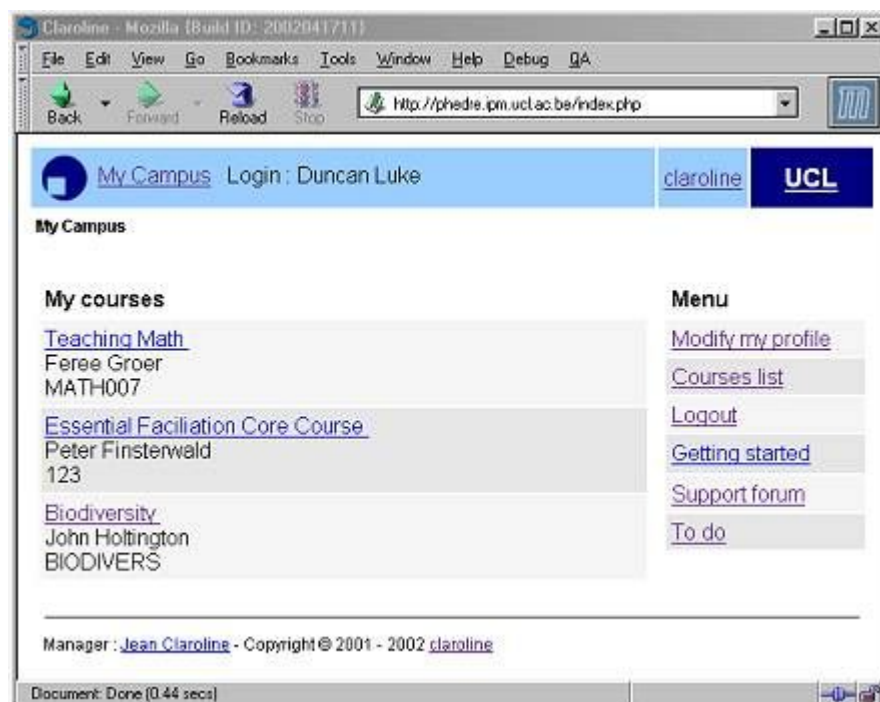 Claroline - Mozilla {Build ID: 2002041711}
File Edit View Go Bookmarks Tools Window Help Debug QA
Back Forward Reload Stop http://phedre.ipm.ucl.ac.be/index.php
My Campus Login : Duncan Luke claroline UCL
My Campus
My courses
Teaching Math
Feree Groer
MATH007
Essential Faciliation Core Course
Peter Finsterwald
123
Biodiversity
John Holtington
BIODIVERS
Menu
Modify my profile
Courses list
Logout
Getting started
Support forum
To do
Manager : Jean Claroline - Copyright © 2001 - 2002 claroline
Document: Done (0.44 secs)